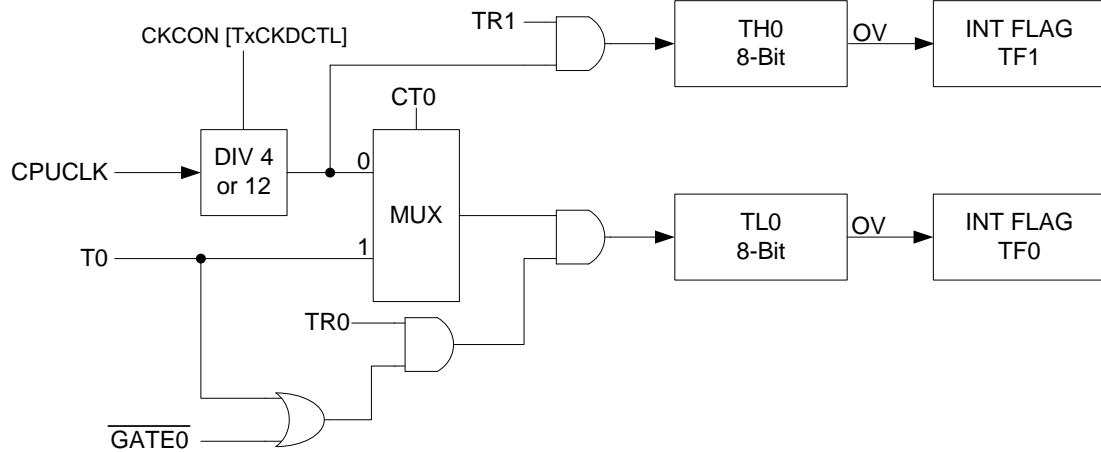 CKCON [TxCKDCTL]
TR1
TH0
8-Bit
OV
INT FLAG
TF1
CT0
CPUCLK
DIV 4
or 12
0
MUX
1
T0
TL0
8-Bit
OV
INT FLAG
TF0
TR0
GATE0